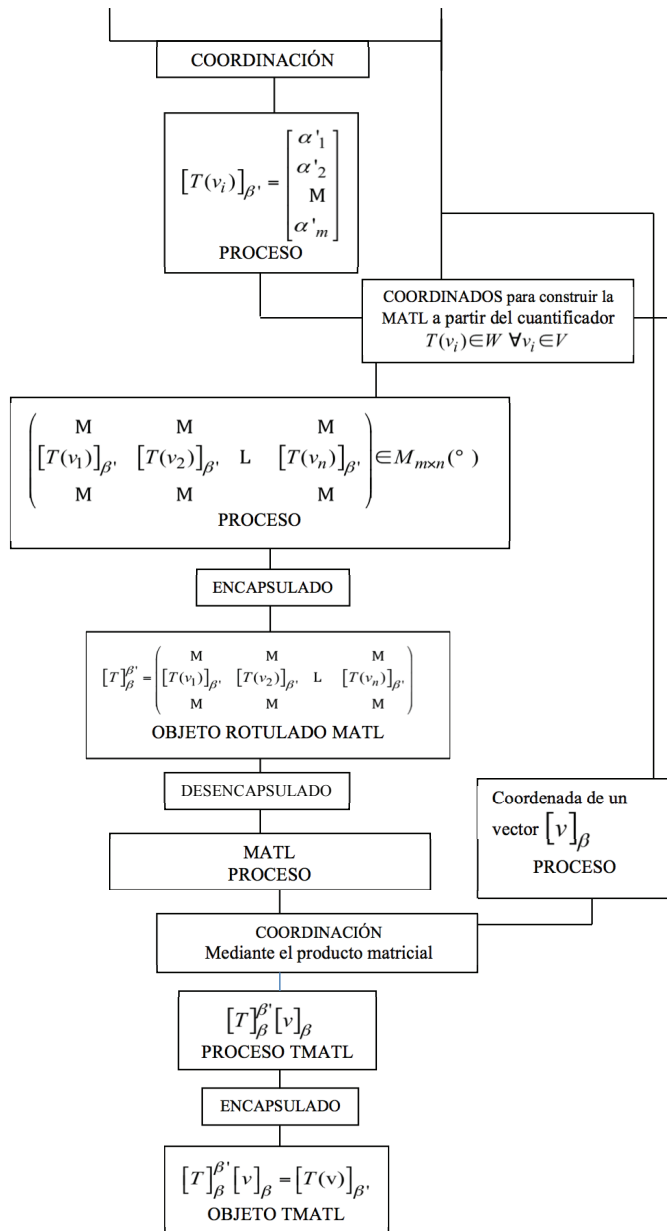 COORDINACIÓN
[T(v_i)]_β' = [α'_1
α'_2
M
α'_m]
PROCESO
COORDINADOS para construir la
MATL a partir del cuantificador
T(v_i)∈W ∀v_i∈V
M M M
([T(v_1)]_β' [T(v_2)]_β' L [T(v_n)]_β') ∈ M_{m×n}(° )
M M M
PROCESO
ENCAPSULADO
M M M
[T]_β^β' = ([T(v_1)]_β' [T(v_2)]_β' L [T(v_n)]_β')
M M M
OBJETO ROTULADO MATL
DESENCAPSULADO
Coordenada de un
vector [v]_β
PROCESO
MATL
PROCESO
COORDINACIÓN
Mediante el producto matricial
[T]_β^β' [v]_β
PROCESO TMATL
ENCAPSULADO
[T]_β^β' [v]_β = [T(v)]_β'
OBJETO TMATL